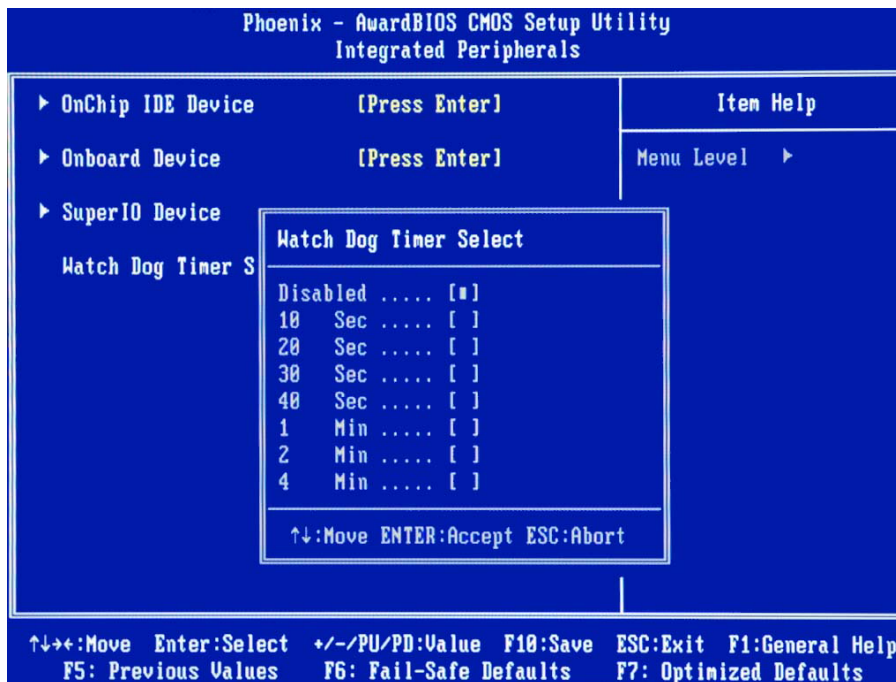 Phoenix - AwardBIOS CMOS Setup Utility
Integrated Peripherals
▶ OnChip IDE Device [Press Enter]
▶ Onboard Device [Press Enter]
▶ SuperIO Device
Watch Dog Timer S
Item Help
Menu Level ▶
Watch Dog Timer Select
Disabled ..... [■]
10 Sec ..... [ ]
20 Sec ..... [ ]
30 Sec ..... [ ]
40 Sec ..... [ ]
1 Min ..... [ ]
2 Min ..... [ ]
4 Min ..... [ ]
↑↓:Move ENTER:Accept ESC:Abort
↑↓→←:Move Enter:Select +/-/PU/PD:Value F10:Save ESC:Exit F1:General Help
F5: Previous Values F6: Fail-Safe Defaults F7: Optimized Defaults